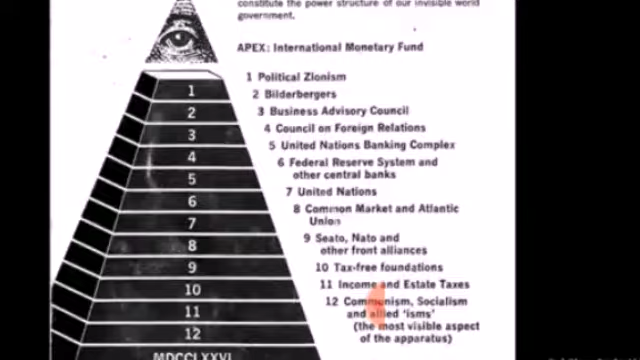 constitute the power structure of our invisible world
government.
APEX: International Monetary Fund
1 Political Zionism
2 Bilderbergers
3 Business Advisory Council
4 Council on Foreign Relations
5 United Nations Banking Complex
6 Federal Reserve System and
other central banks
7 United Nations
8 Common Market and Atlantic
Union
9 Seato, Nato and
other front alliances
10 Tax-free foundations
11 Income and Estate Taxes
12 Communism, Socialism
and allied 'isms'
(the most visible aspect
of the apparatus)
1
2
3
4
5
6
7
8
9
10
11
12
MDCCLXXVI